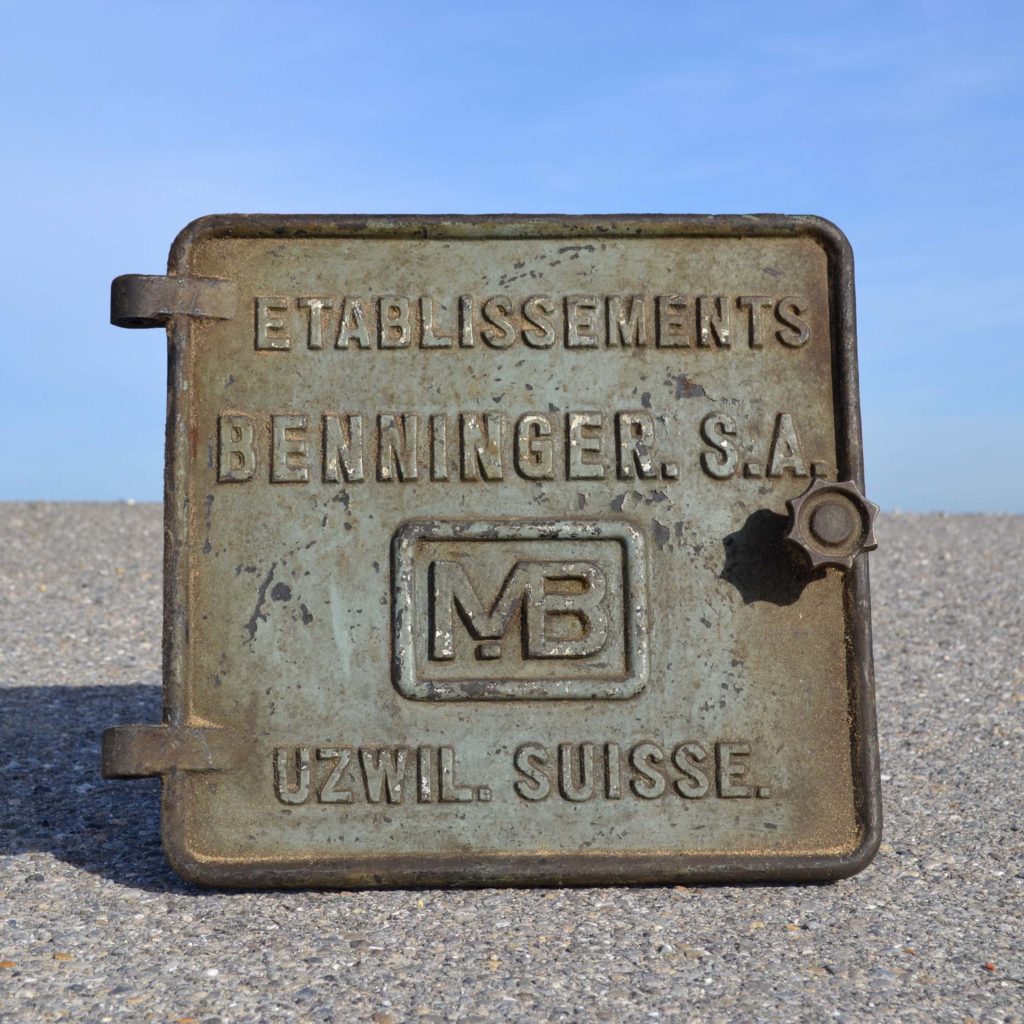 ETABLISSEMENTS
BENNINGER. S.A.
MB
UZWIL. SUISSE.